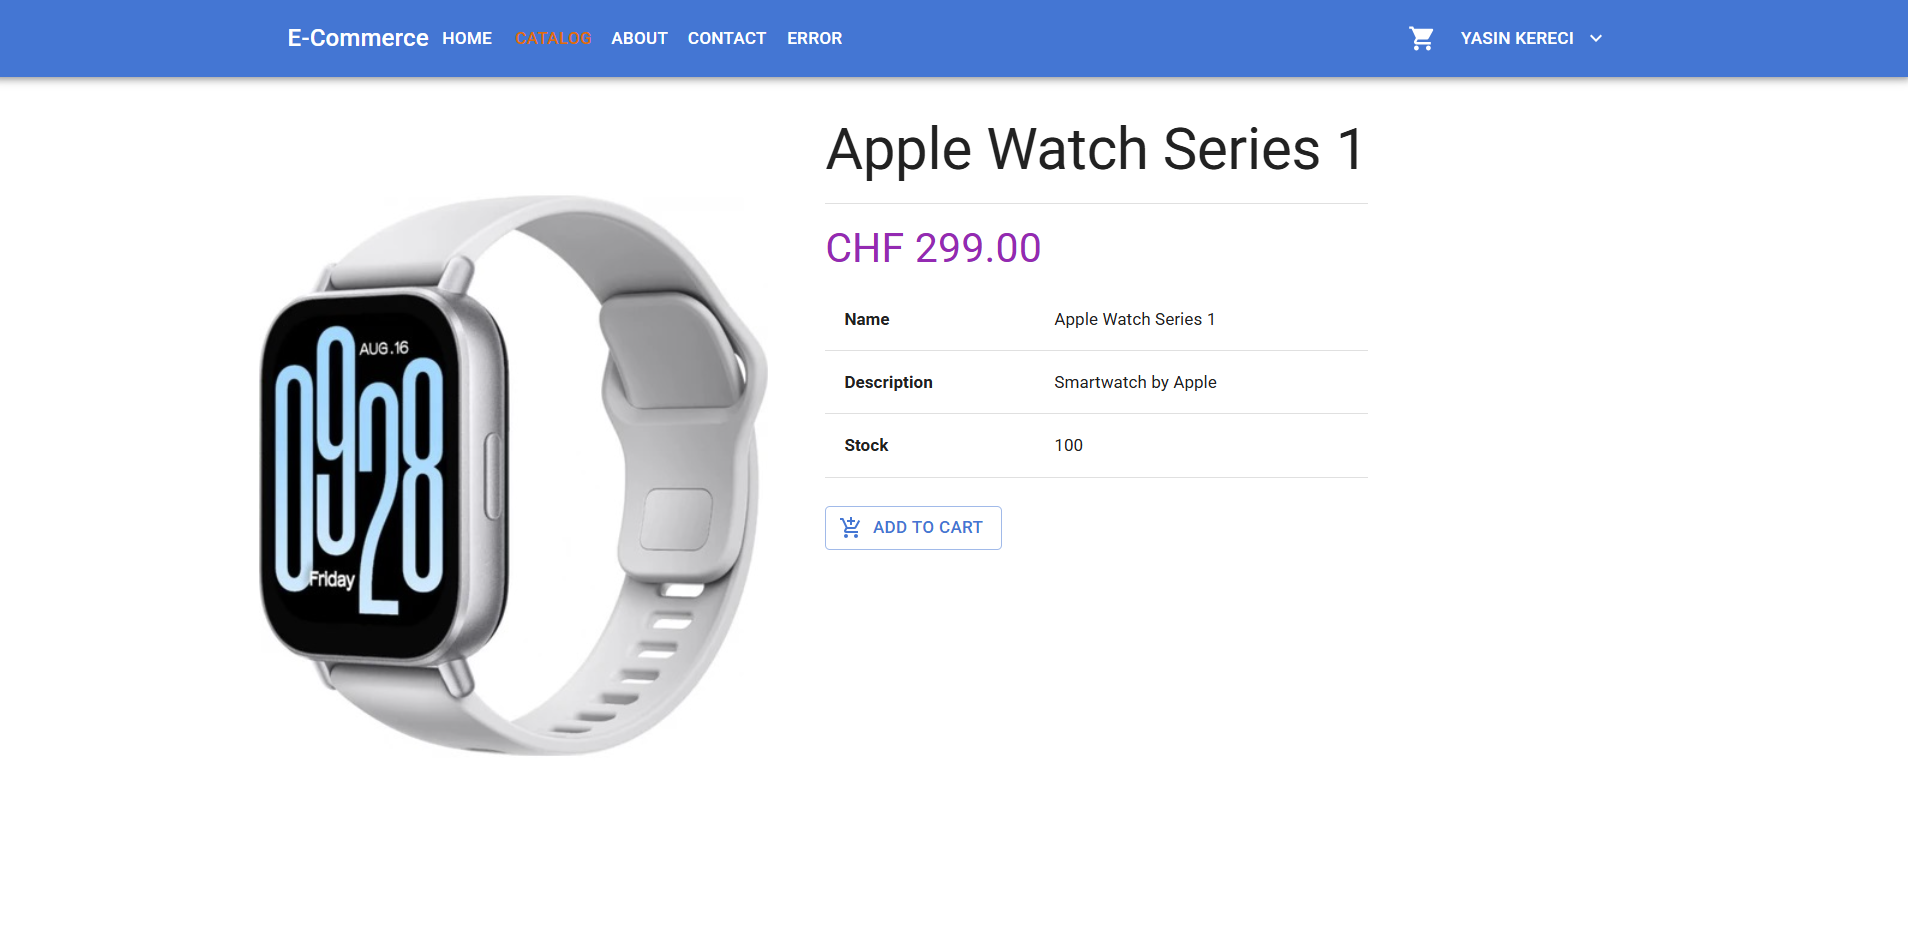 E-Commerce HOME CATALOG ABOUT CONTACT ERROR YASIN KERECI
Apple Watch Series 1
CHF 299.00
Name Apple Watch Series 1
Description Smartwatch by Apple
Stock 100
ADD TO CART
AUG.16
0928
Friday